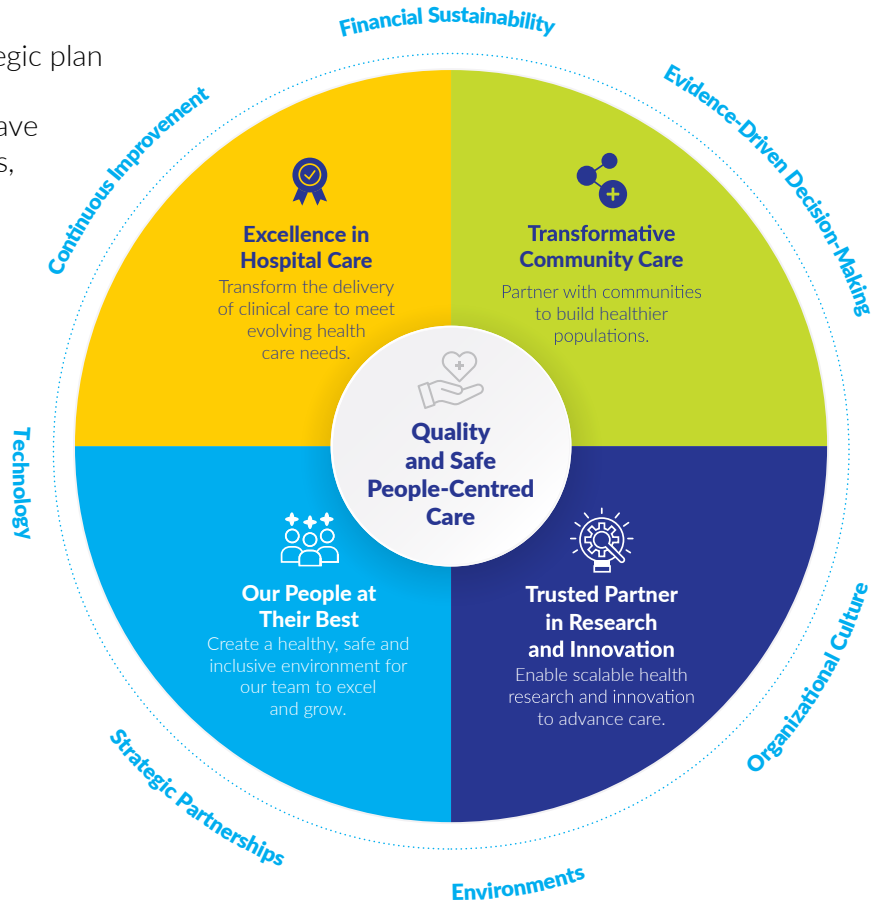 egic plan
ave
s,
Financial Sustainability
Evidence-Driven Decision-Making
Continuous Improvement
Excellence in
Hospital Care
Transform the delivery
of clinical care to meet
evolving health
care needs.
Transformative
Community Care
Partner with communities
to build healthier
populations.
Quality
and Safe
People-Centred
Care
Technology
Our People at
Their Best
Create a healthy, safe and
inclusive environment for
our team to excel
and grow.
Trusted Partner
in Research
and Innovation
Enable scalable health
research and innovation
to advance care.
Organizational Culture
Strategic Partnerships
Environments